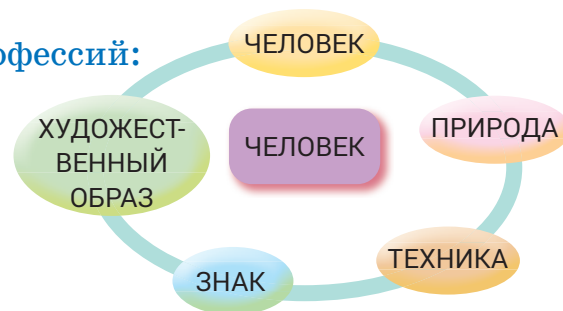 офессий:
ЧЕЛОВЕК
ХУДОЖЕСТ-
ВЕННЫЙ
ОБРАЗ
ЧЕЛОВЕК
ПРИРОДА
ТЕХНИКА
ЗНАК